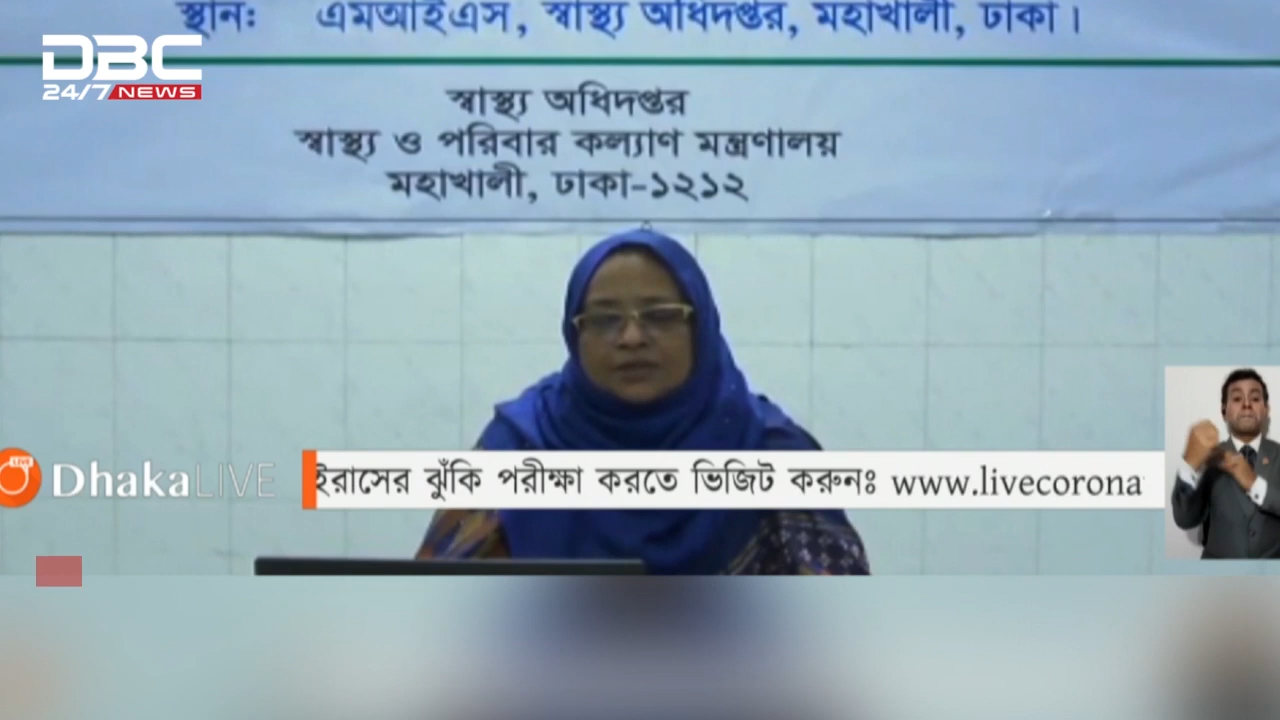 স্থান: এমআইএস, স্বাস্থ্য অধিদপ্তর, মহাখালী, ঢাকা।
DBC
24/7 NEWS
স্বাস্থ্য অধিদপ্তর
স্বাস্থ্য ও পরিবার কল্যাণ মন্ত্রণালয়
মহাখালী, ঢাকা-১২১২
LIVE
DhakaLIVE
ইরাসের ঝুঁকি পরীক্ষা করতে ভিজিট করুনঃ www.livecorona